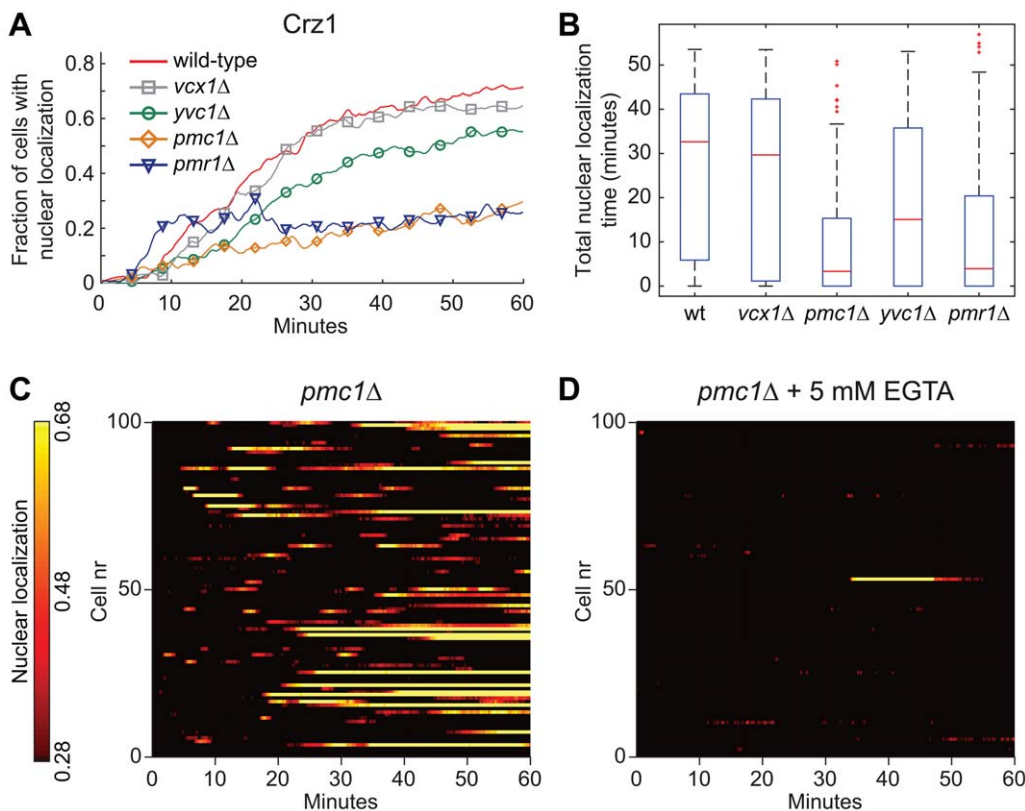 A
Crz1
Fraction of cells with
nuclear localization
0.8
0.6
0.4
0.2
0
wild-type
vcx1Δ
yvc1Δ
pmc1Δ
pmr1Δ
0 10 20 30 40 50 60
Minutes
B
Total nuclear localization
time (minutes)
50
40
30
20
10
0
wt vcx1Δ pmc1Δ yvc1Δ pmr1Δ
C
pmc1Δ
Nuclear localization
0.68
0.48
0.28
Cell nr
100
50
0
0 10 20 30 40 50 60
Minutes
D
pmc1Δ + 5 mM EGTA
Cell nr
100
50
0
0 10 20 30 40 50 60
Minutes